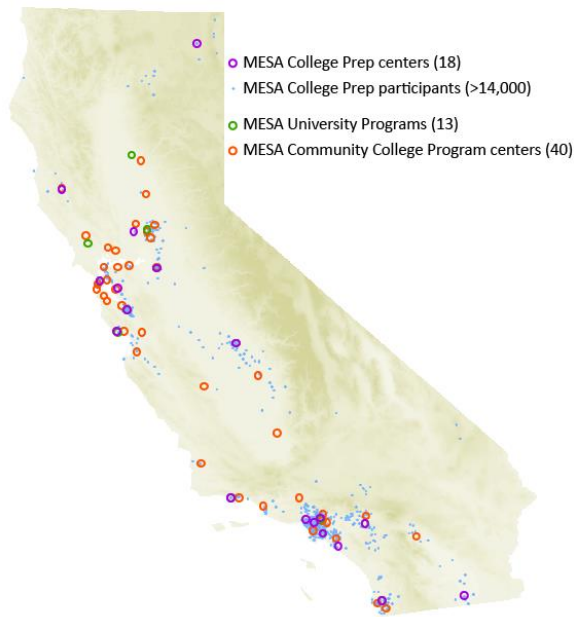 MESA College Prep centers (18)
MESA College Prep participants (>14,000)
MESA University Programs (13)
MESA Community College Program centers (40)